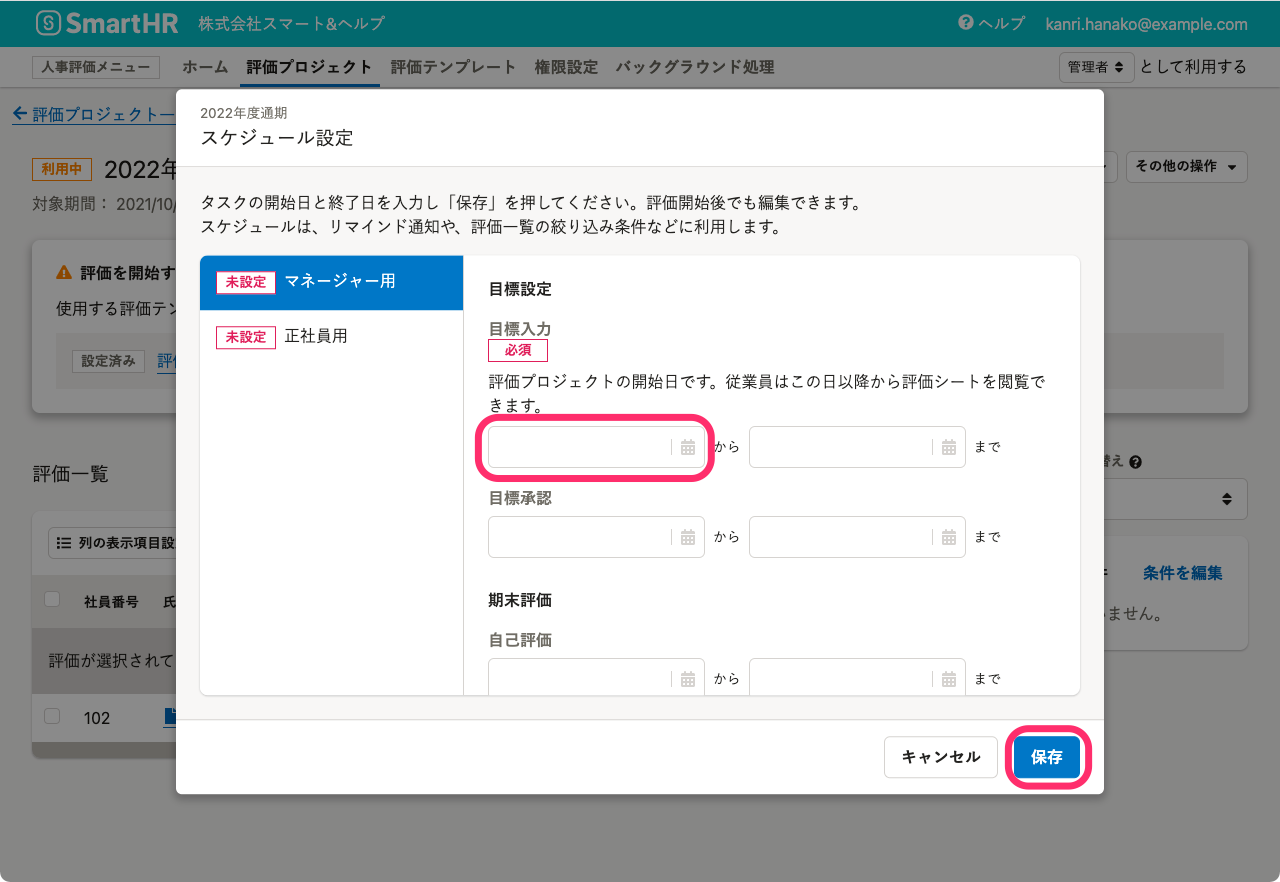 SmartHR 株式会社スマート&ヘルプ ヘルプ kanri.hanako@example.com
人事評価メニュー ホーム 評価プロジェクト 評価テンプレート 権限設定 バックグラウンド処理 管理者 として利用する
評価プロジェクト一
2022年度通期
スケジュール設定
利用中 2022年
その他の操作
対象期間： 2021/10/
タスクの開始日と終了日を入力し「保存」を押してください。評価開始後でも編集できます。
スケジュールは、リマインド通知や、評価一覧の絞り込み条件などに利用します。
評価を開始す
使用する評価テン
設定済み 評価
未設定 マネージャー用
未設定 正社員用
目標設定
目標入力
必須
評価プロジェクトの開始日です。従業員はこの日以降から評価シートを閲覧で
きます。
から まで
目標承認
から まで
期末評価
自己評価
から まで
評価一覧
替え
列の表示項目設
条件を編集
社員番号 氏
いません。
評価が選択されて
102
キャンセル 保存